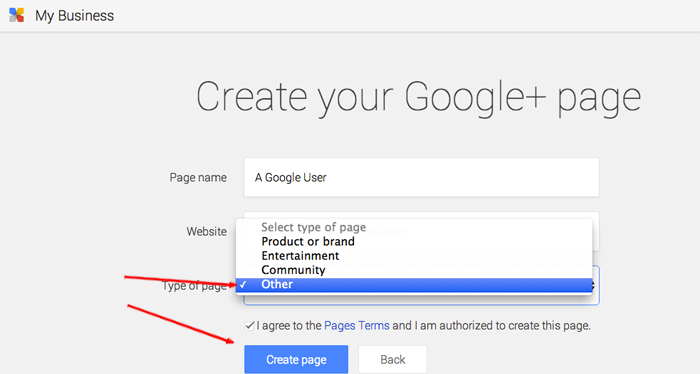 My Business
Create your Google+ page
Page name
A Google User
Website
Select type of page
Product or brand
Entertainment
Community
Type of page
✓ Other
✓ I agree to the Pages Terms and I am authorized to create this page.
Create page
Back